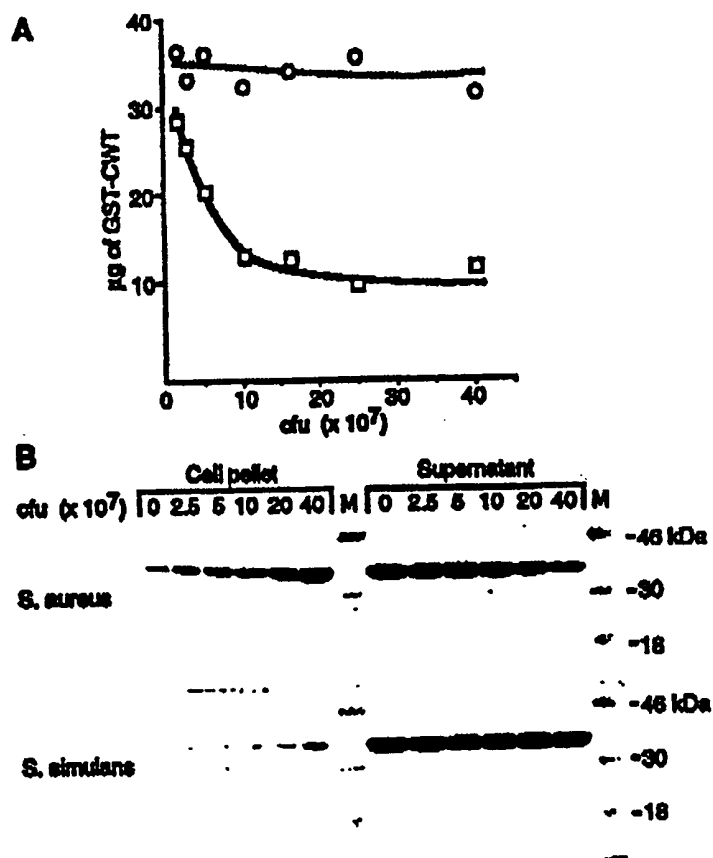 A
40
30
20
10
µg of GST-CWT
0 10 20 30 40
cfu (x 10⁷)
B
Cell pellet Supernatant
cfu (x 10⁷) 0 2.5 5 10 20 40 M 0 2.5 5 10 20 40 M
-46 kDa
S. aureus -30
-18
-46 kDa
S. simulans -30
-18